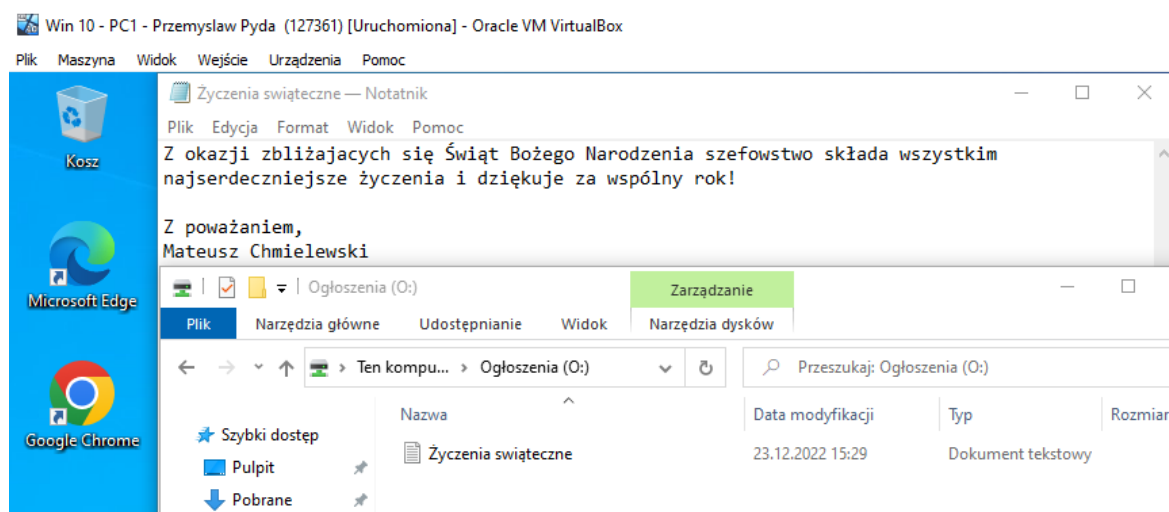 Win 10 - PC1 - Przemyslaw Pyda (127361) [Uruchomiona] - Oracle VM VirtualBox
Plik Maszyna Widok Wejście Urządzenia Pomoc
Kosz
Microsoft Edge
Google Chrome
Życzenia swiąteczne — Notatnik
Plik Edycja Format Widok Pomoc
Z okazji zbliżajacych się Świąt Bożego Narodzenia szefowstwo składa wszystkim
najserdeczniejsze życzenia i dziękuje za wspólny rok!
Z poważaniem,
Mateusz Chmielewski
Ogłoszenia (O:)
Zarządzanie
Plik Narzędzia główne Udostępnianie Widok Narzędzia dysków
Ten kompu... Ogłoszenia (O:)
Przeszukaj: Ogłoszenia (O:)
Nazwa Data modyfikacji Typ Rozmiar
Szybki dostęp
Pulpit
Pobrane
Życzenia swiąteczne 23.12.2022 15:29 Dokument tekstowy